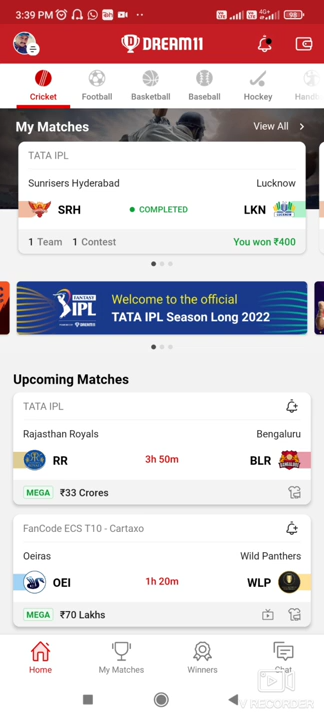 3:39 PM
4G+
98
DREAM11
Cricket Football Basketball Baseball Hockey
My Matches View All
TATA IPL
Sunrisers Hyderabad Lucknow
SRH COMPLETED LKN
1 Team 1 Contest You won ₹400
FANTASY
IPL
Welcome to the official
TATA IPL Season Long 2022
Upcoming Matches
TATA IPL
Rajasthan Royals Bengaluru
RR 3h 50m BLR
MEGA ₹33 Crores
FanCode ECS T10 - Cartaxo
Oeiras Wild Panthers
OEI 1h 20m WLP
MEGA ₹70 Lakhs
Home My Matches Winners Chat
V RECORDER